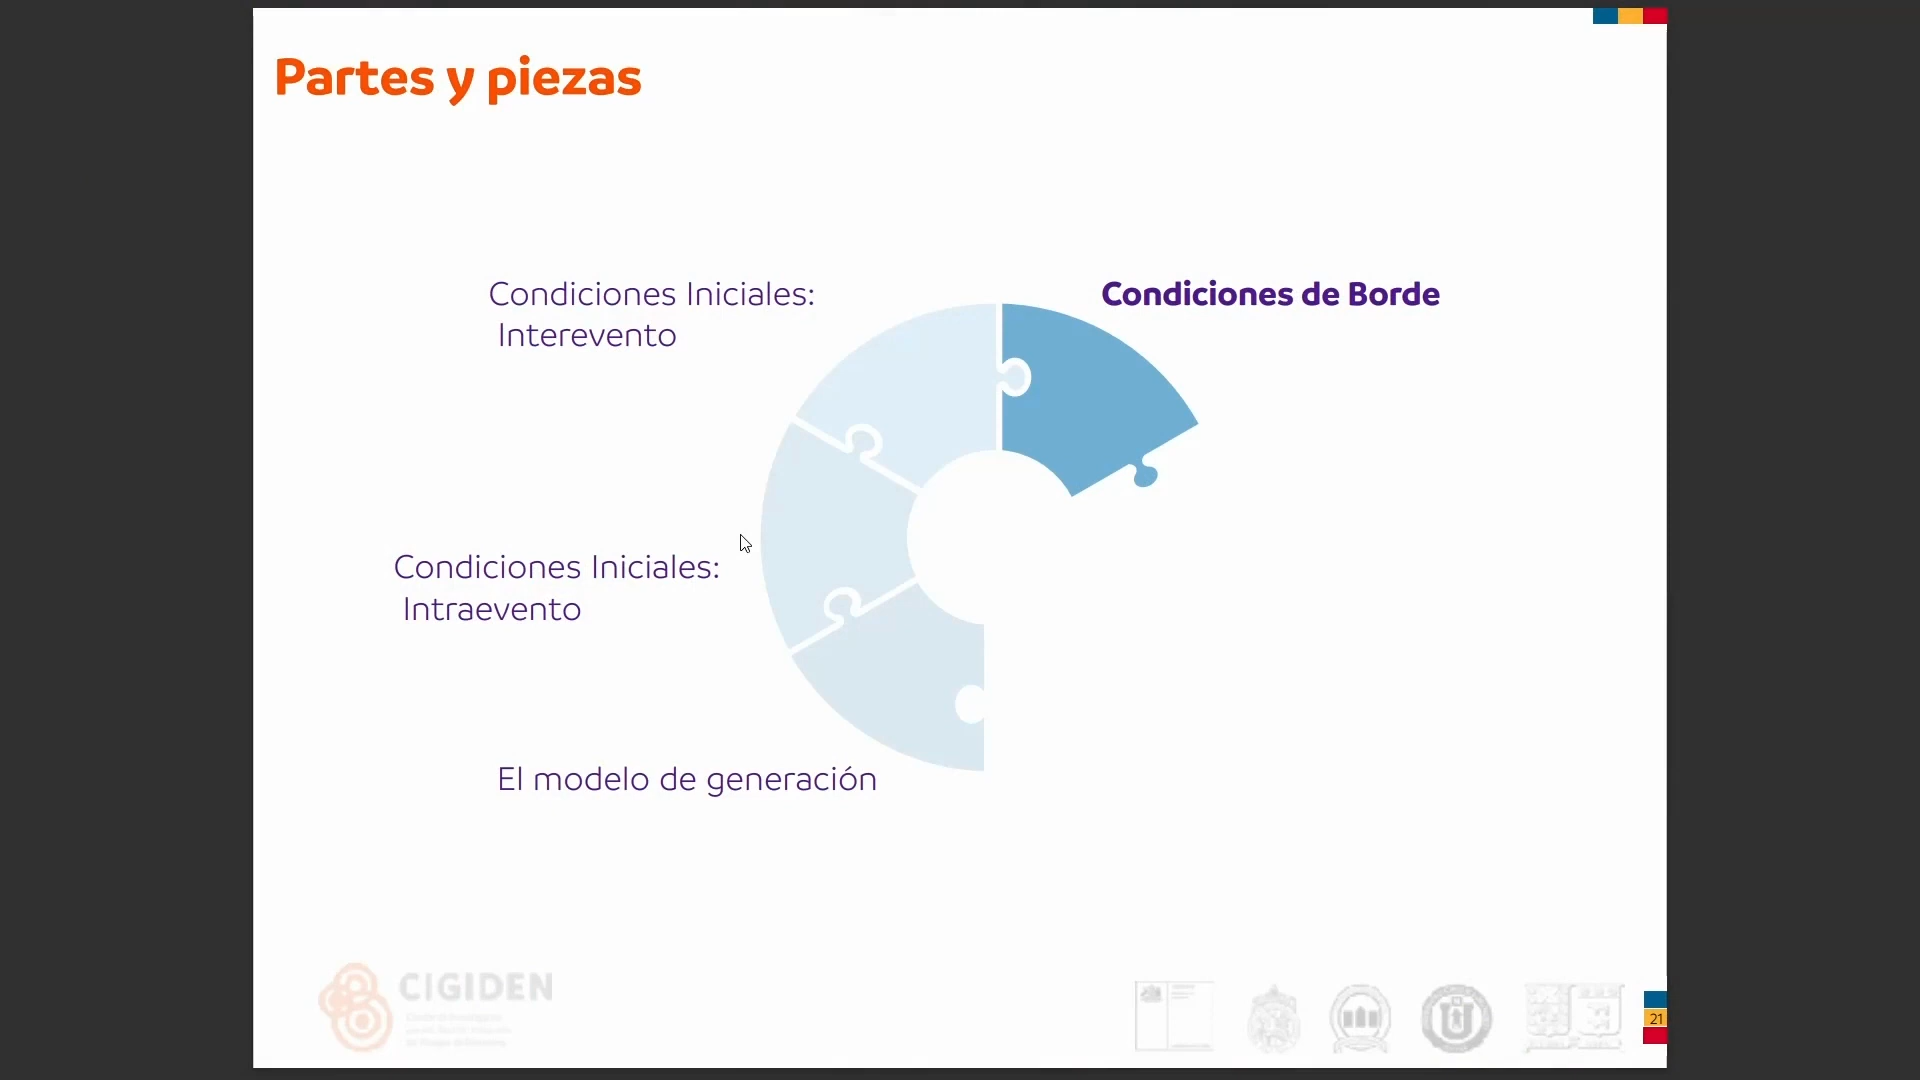 Partes y piezas
Condiciones Iniciales:
Interevento
Condiciones de Borde
Condiciones Iniciales:
Intraevento
El modelo de generación
CIGIDEN
21